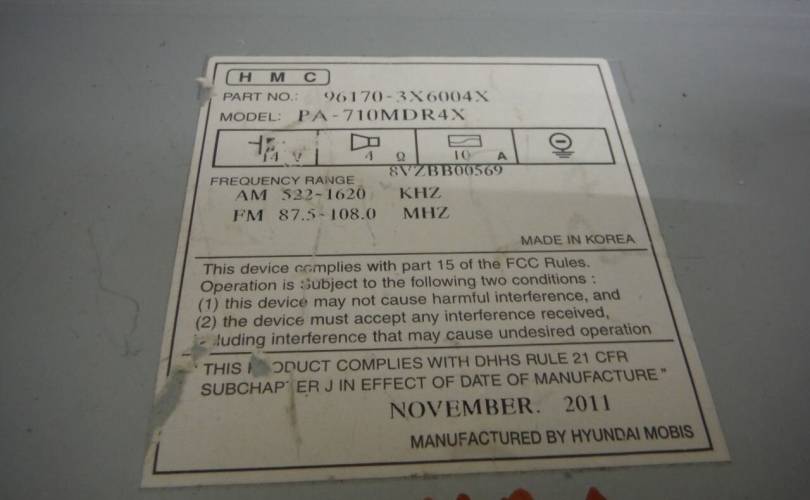 HMC
PART NO.: 96170-3X6004X
MODEL: PA-710MDR4X
14 V 4 Ω 10 A
8VZBB00569
FREQUENCY RANGE
AM 522-1620 KHZ
FM 87.5-108.0 MHZ
MADE IN KOREA
This device complies with part 15 of the FCC Rules.
Operation is subject to the following two conditions :
(1) this device may not cause harmful interference, and
(2) the device must accept any interference received,
luding interference that may cause undesired operation
"THIS P ODUCT COMPLIES WITH DHHS RULE 21 CFR
SUBCHAP ER J IN EFFECT OF DATE OF MANUFACTURE"
NOVEMBER. 2011
MANUFACTURED BY HYUNDAI MOBIS